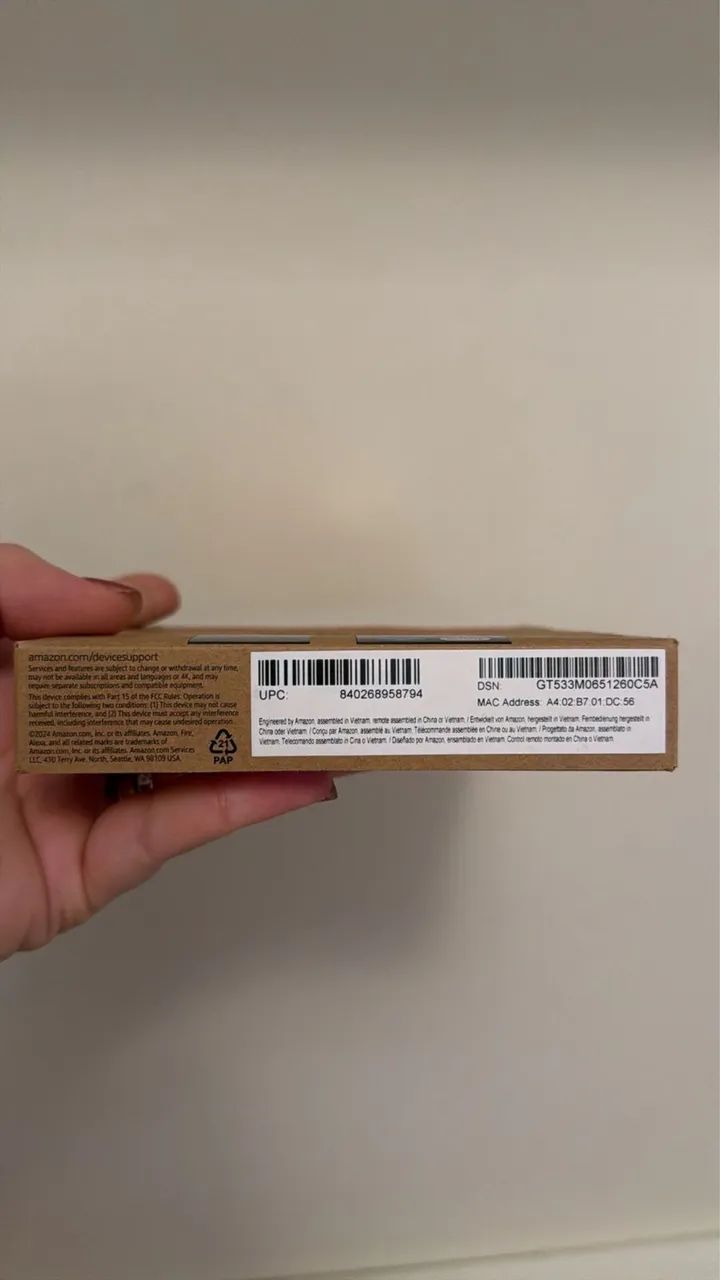 amazon.com/devicesupport
Services and features are subject to change or withdrawal at any time,
may not be available in all areas and languages or 4K, and may
require separate subscriptions and compatible equipment.
This device complies with Part 15 of the FCC Rules. Operation is
subject to the following two conditions: (1) This device may not cause
harmful interference, and (2) This device must accept any interference
received, including interference that may cause undesired operation.
©2024 Amazon.com, Inc. or its affiliates. Amazon, Fire,
Alexa, and all related marks are trademarks of
Amazon.com, Inc. or its affiliates. Amazon.com Services
LLC, 410 Terry Ave. North, Seattle, WA 98109 USA.
21
PAP
UPC: 840268958794
DSN: GT533M0651260C5A
MAC Address: A4:02:B7:01:DC:56
Engineered by Amazon, assembled in Vietnam, remote assembled in China or Vietnam. / Entwickelt von Amazon, hergestellt in Vietnam. Fernbedienung hergestellt in
China oder Vietnam. / Conçu par Amazon, assemblé au Vietnam. Télécommande assemblée en Chine ou au Vietnam. / Progettato da Amazon, assemblato in
Vietnam. Telecomando assemblato in Cina o Vietnam. / Diseñado por Amazon, ensamblado en Vietnam. Control remoto montado en China o Vietnam.